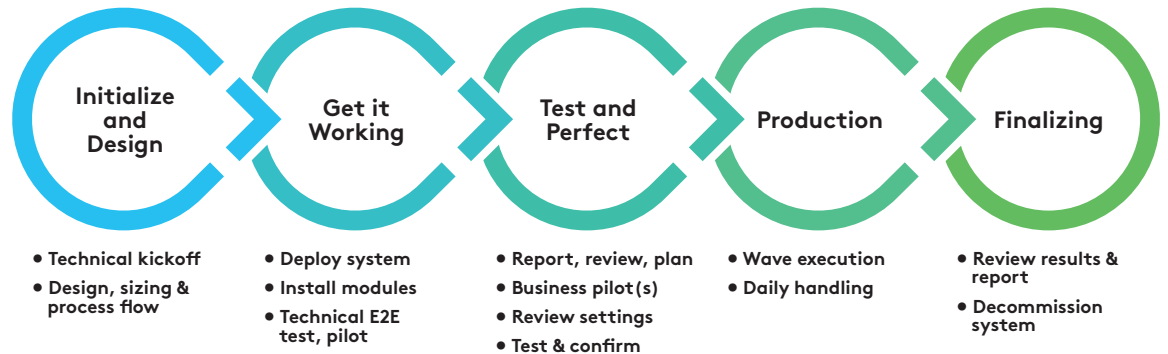 Initialize
and
Design
Get it
Working
Test and
Perfect
Production
Finalizing
• Technical kickoff
• Design, sizing &
process flow
• Deploy system
• Install modules
• Technical E2E
test, pilot
• Report, review, plan
• Business pilot(s)
• Review settings
• Test & confirm
• Wave execution
• Daily handling
• Review results &
report
• Decommission
system